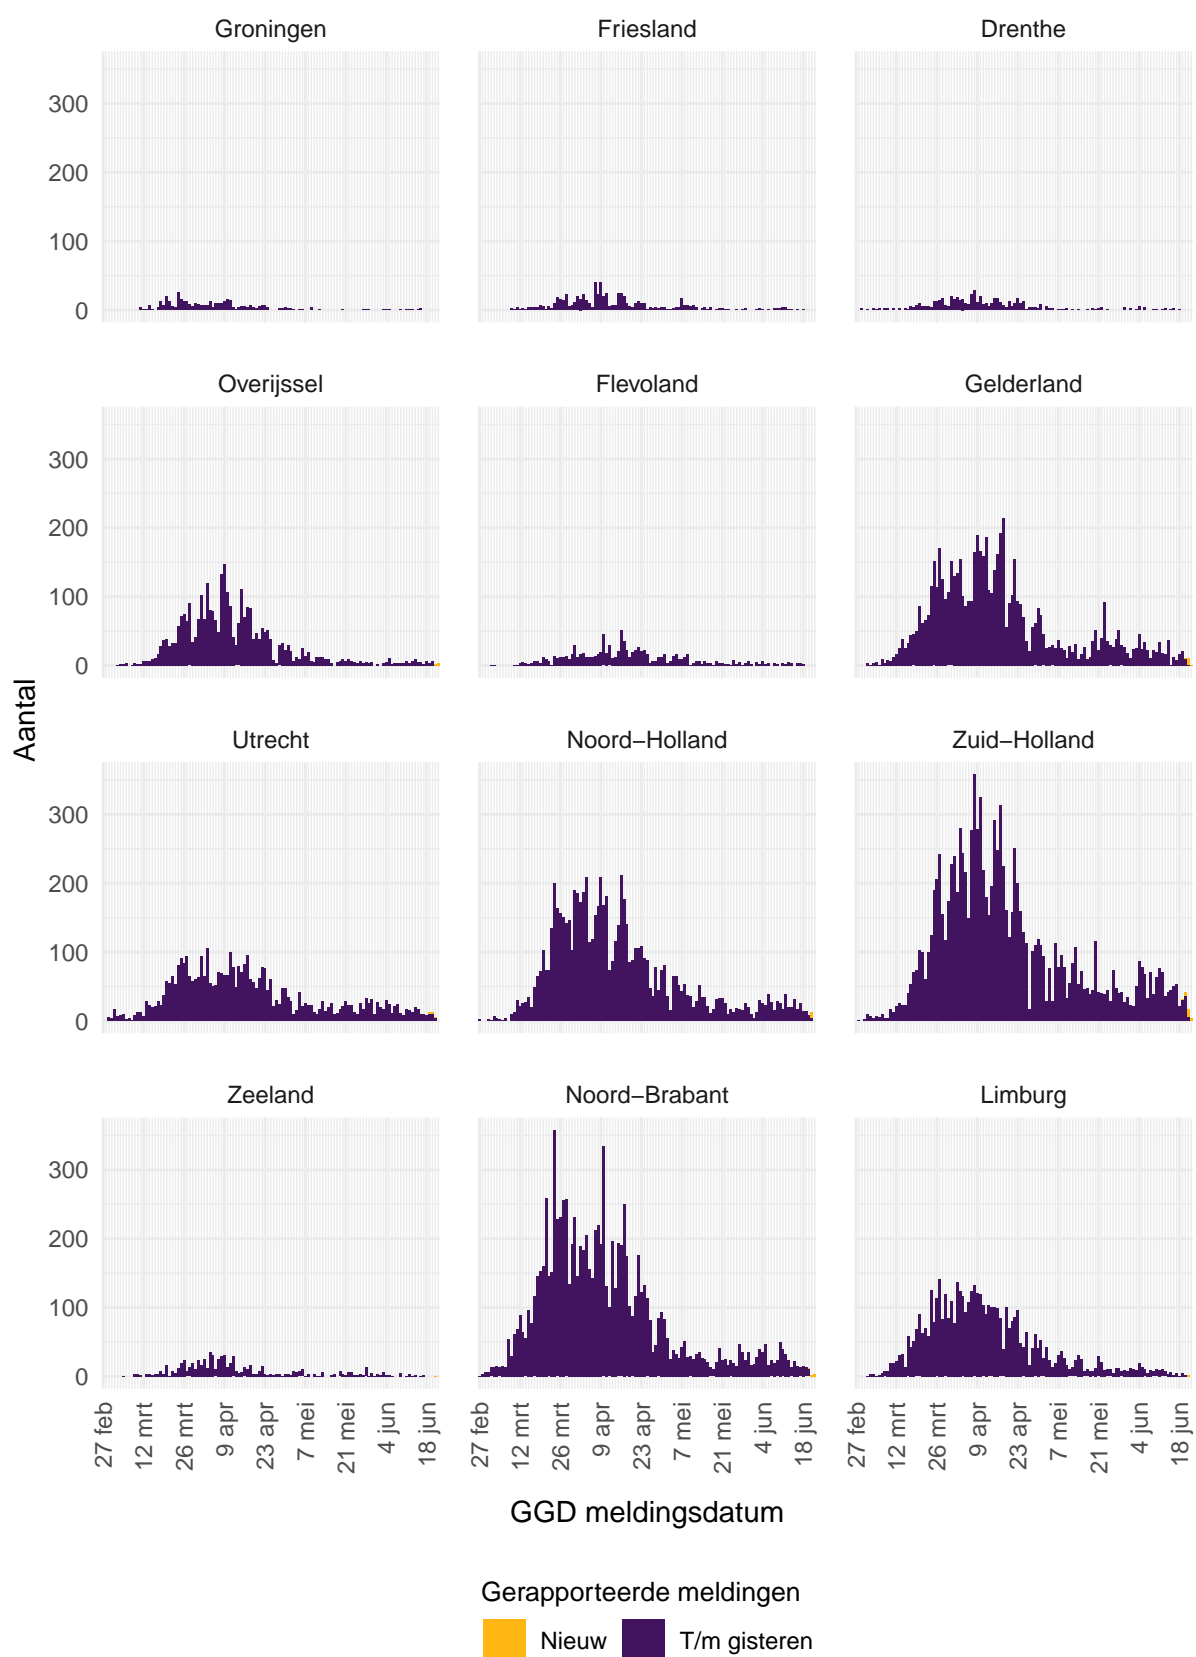 Groningen Friesland Drenthe
300
200
100
0
Overijssel Flevoland Gelderland
300
200
100
0
Aantal
Utrecht Noord–Holland Zuid–Holland
300
200
100
0
Zeeland Noord–Brabant Limburg
300
200
100
0
27 feb 12 mrt 26 mrt 9 apr 23 apr 7 mei 21 mei 4 jun 18 jun 27 feb 12 mrt 26 mrt 9 apr 23 apr 7 mei 21 mei 4 jun 18 jun 27 feb 12 mrt 26 mrt 9 apr 23 apr 7 mei 21 mei 4 jun 18 jun
GGD meldingsdatum
Gerapporteerde meldingen
Nieuw T/m gisteren